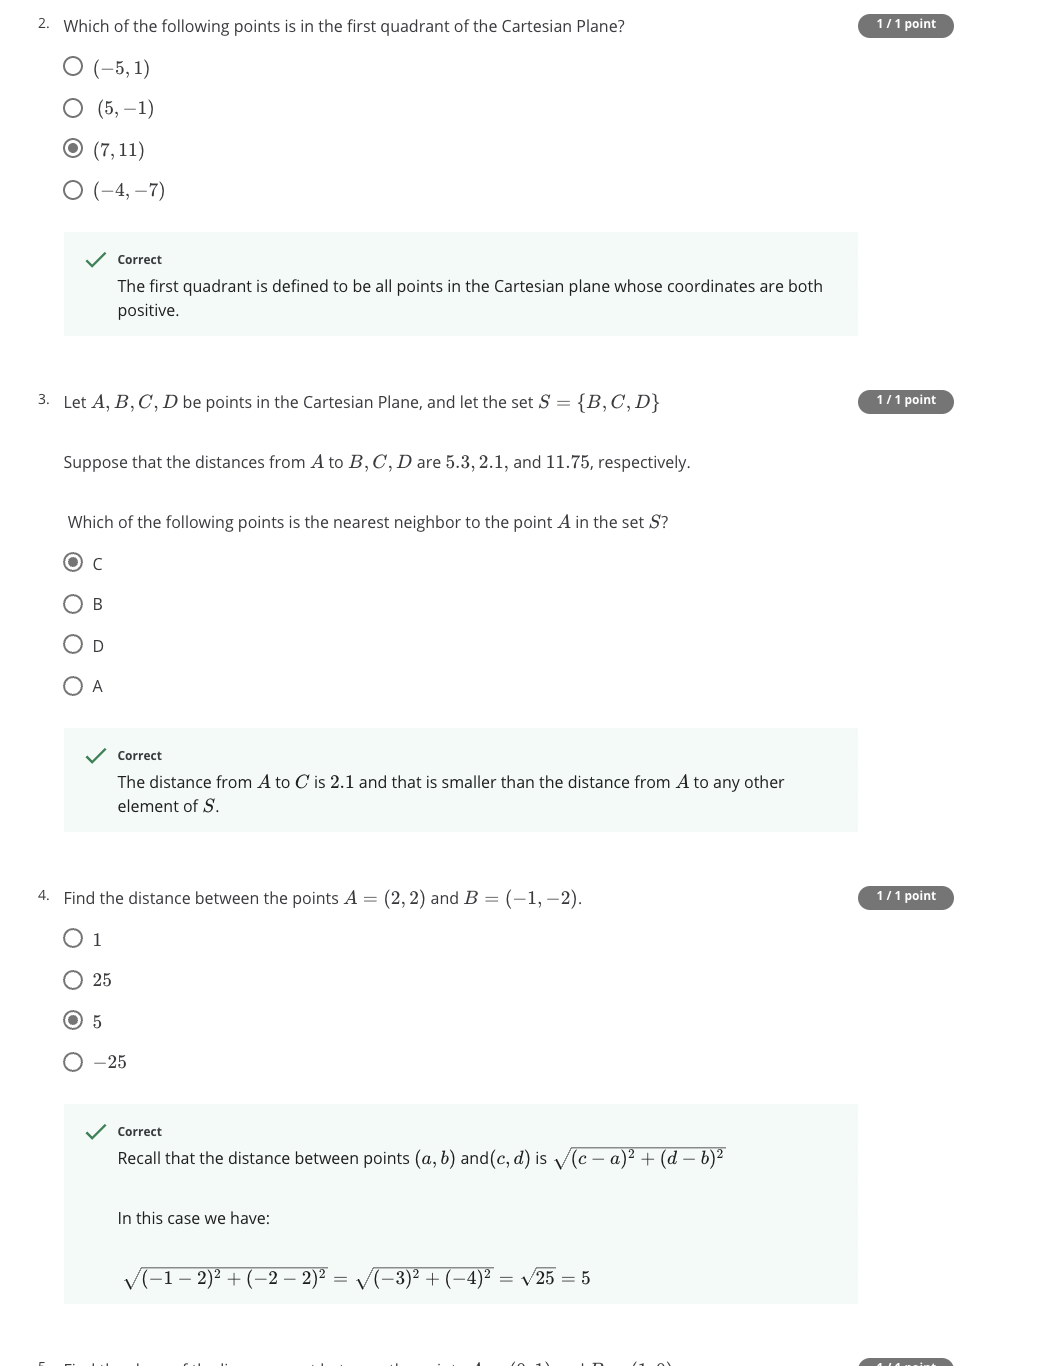 2. Which of the following points is in the first quadrant of the Cartesian Plane? 1 / 1 point
(−5, 1)
(5, −1)
(7, 11)
(−4, −7)
Correct
The first quadrant is defined to be all points in the Cartesian plane whose coordinates are both
positive.
3. Let A, B, C, D be points in the Cartesian Plane, and let the set S = {B, C, D} 1 / 1 point
Suppose that the distances from A to B, C, D are 5.3, 2.1, and 11.75, respectively.
Which of the following points is the nearest neighbor to the point A in the set S?
C
B
D
A
Correct
The distance from A to C is 2.1 and that is smaller than the distance from A to any other
element of S.
4. Find the distance between the points A = (2, 2) and B = (−1, −2). 1 / 1 point
1
25
5
−25
Correct
Recall that the distance between points (a, b) and(c, d) is √(c − a)² + (d − b)²
In this case we have:
√(−1 − 2)² + (−2 − 2)² = √(−3)² + (−4)² = √25 = 5